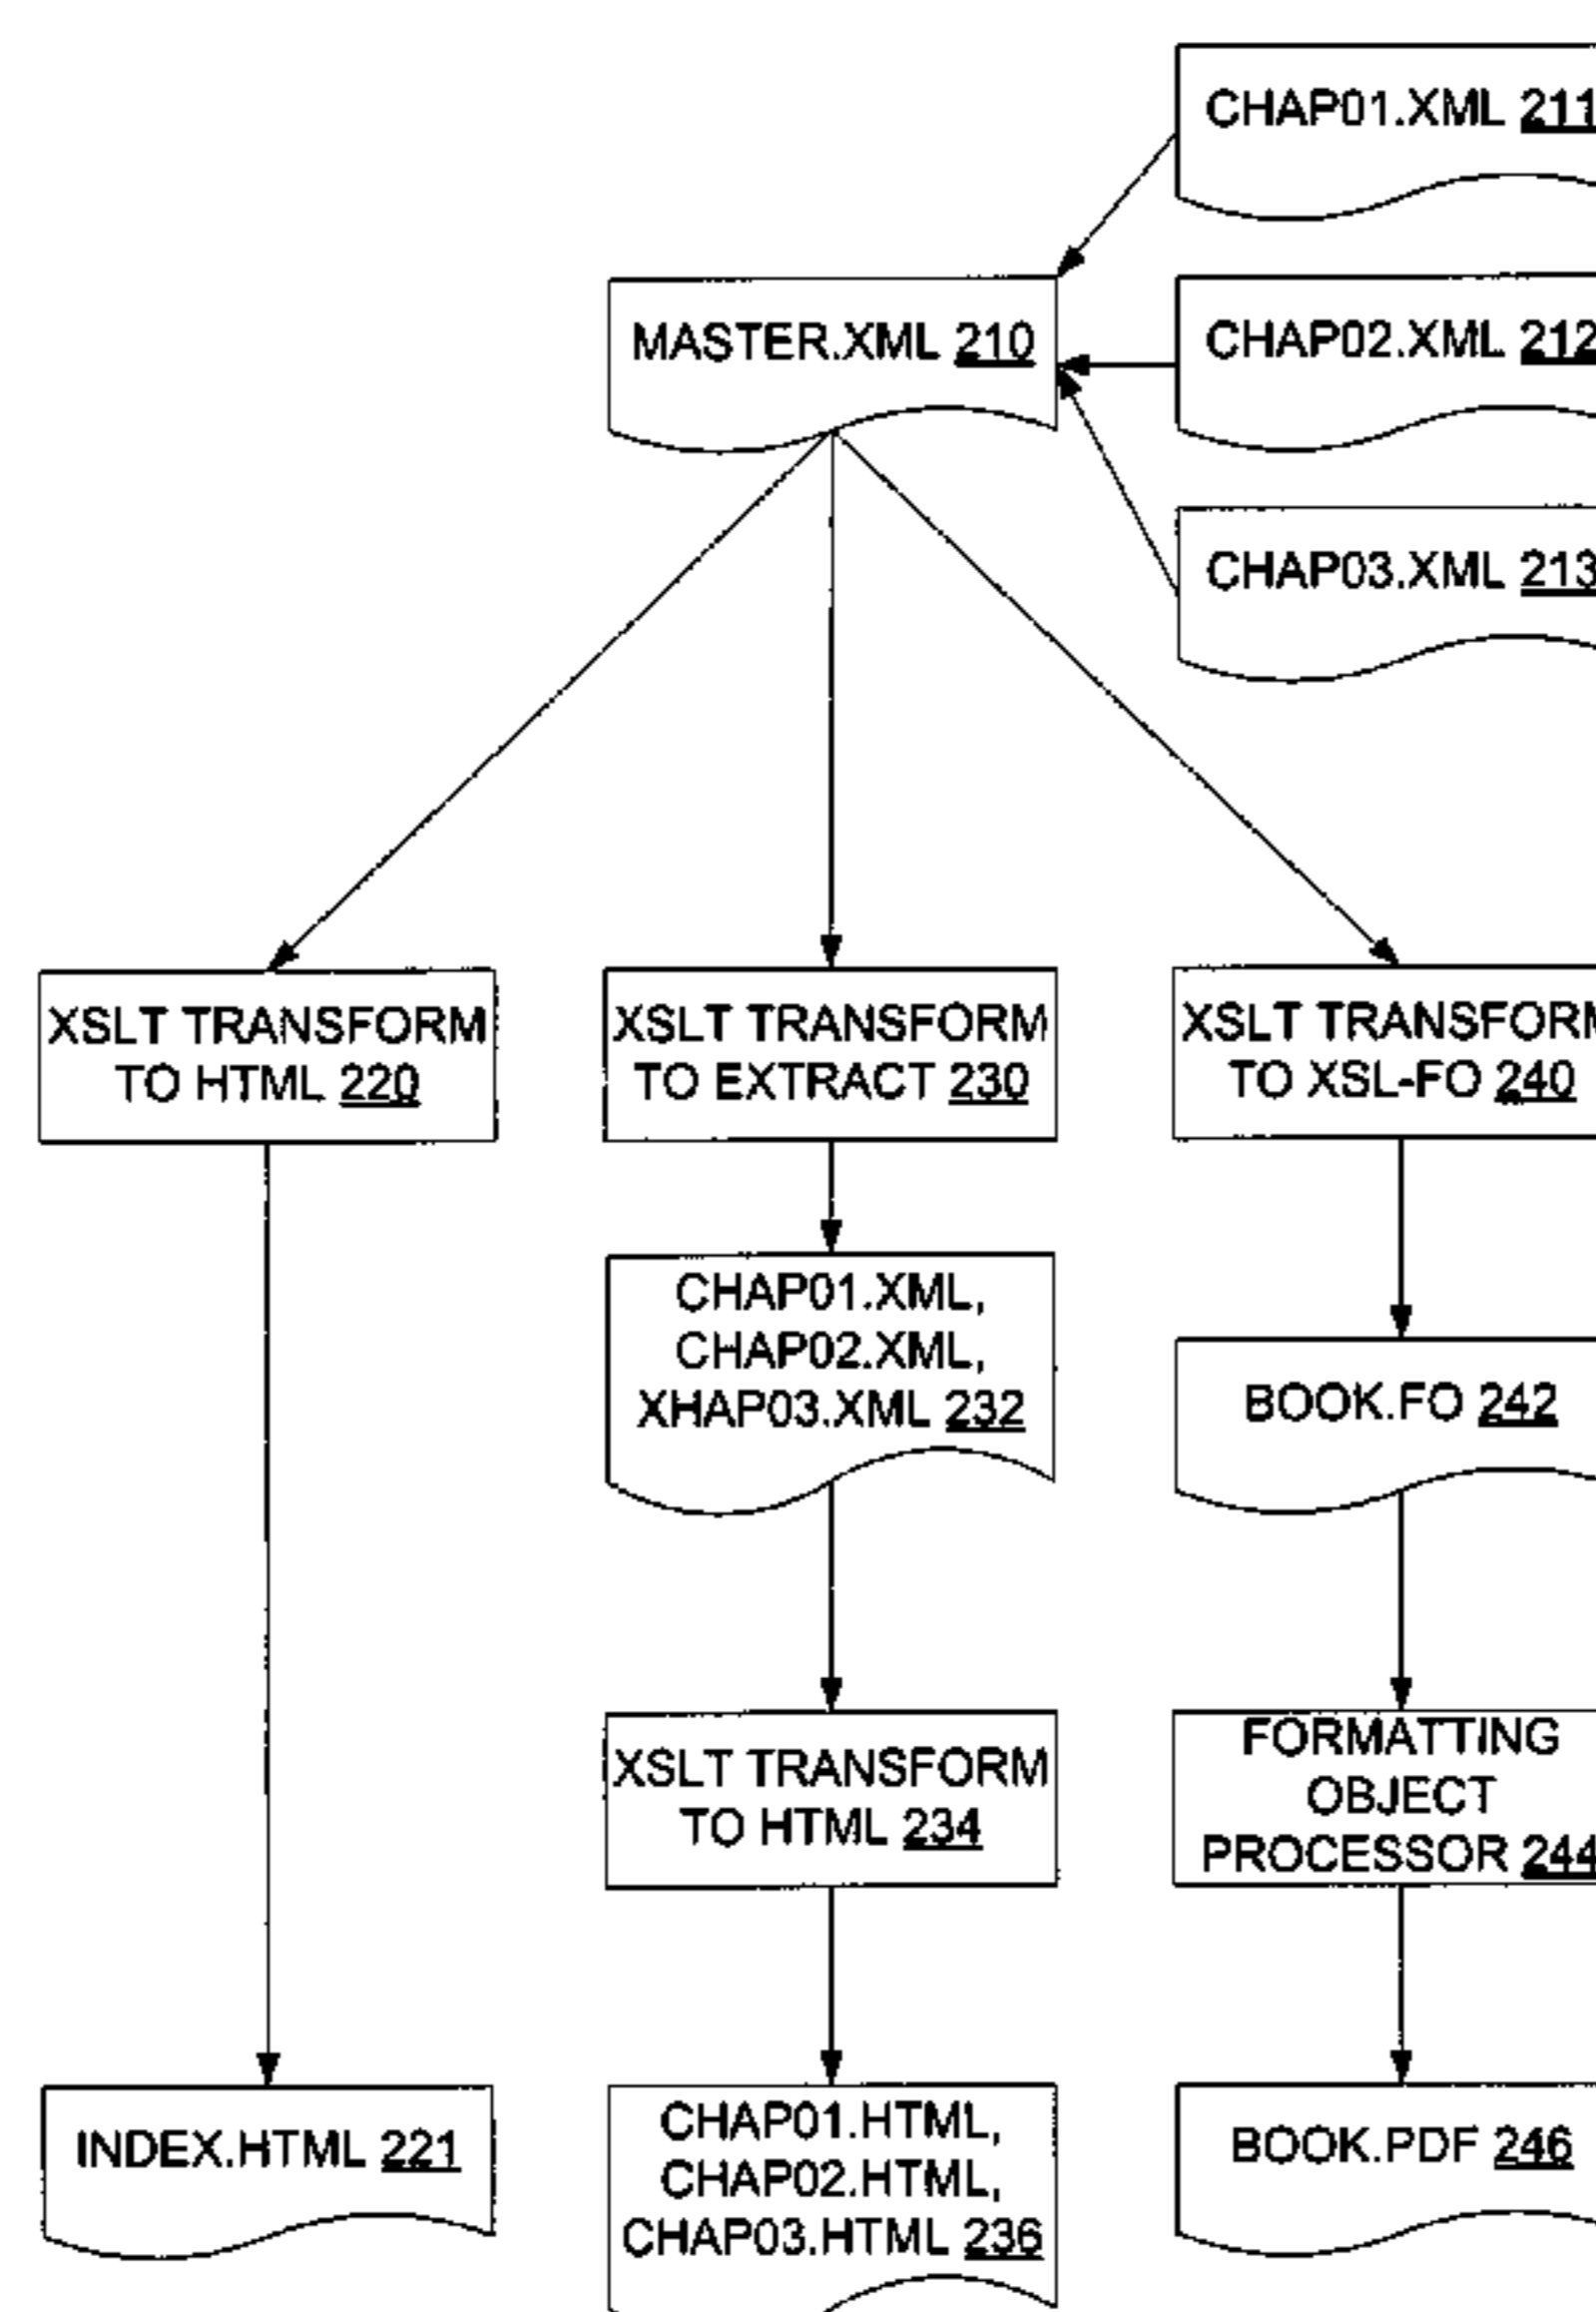 CHAP01.XML 211
MASTER.XML 210
CHAP02.XML 212
CHAP03.XML 213
XSLT TRANSFORM
TO HTML 220
XSLT TRANSFORM
TO EXTRACT 230
XSLT TRANSFORM
TO XSL-FO 240
CHAP01.XML,
CHAP02.XML,
XHAP03.XML 232
BOOK.FO 242
XSLT TRANSFORM
TO HTML 234
FORMATTING
OBJECT
PROCESSOR 244
INDEX.HTML 221
CHAP01.HTML,
CHAP02.HTML,
CHAP03.HTML 236
BOOK.PDF 246